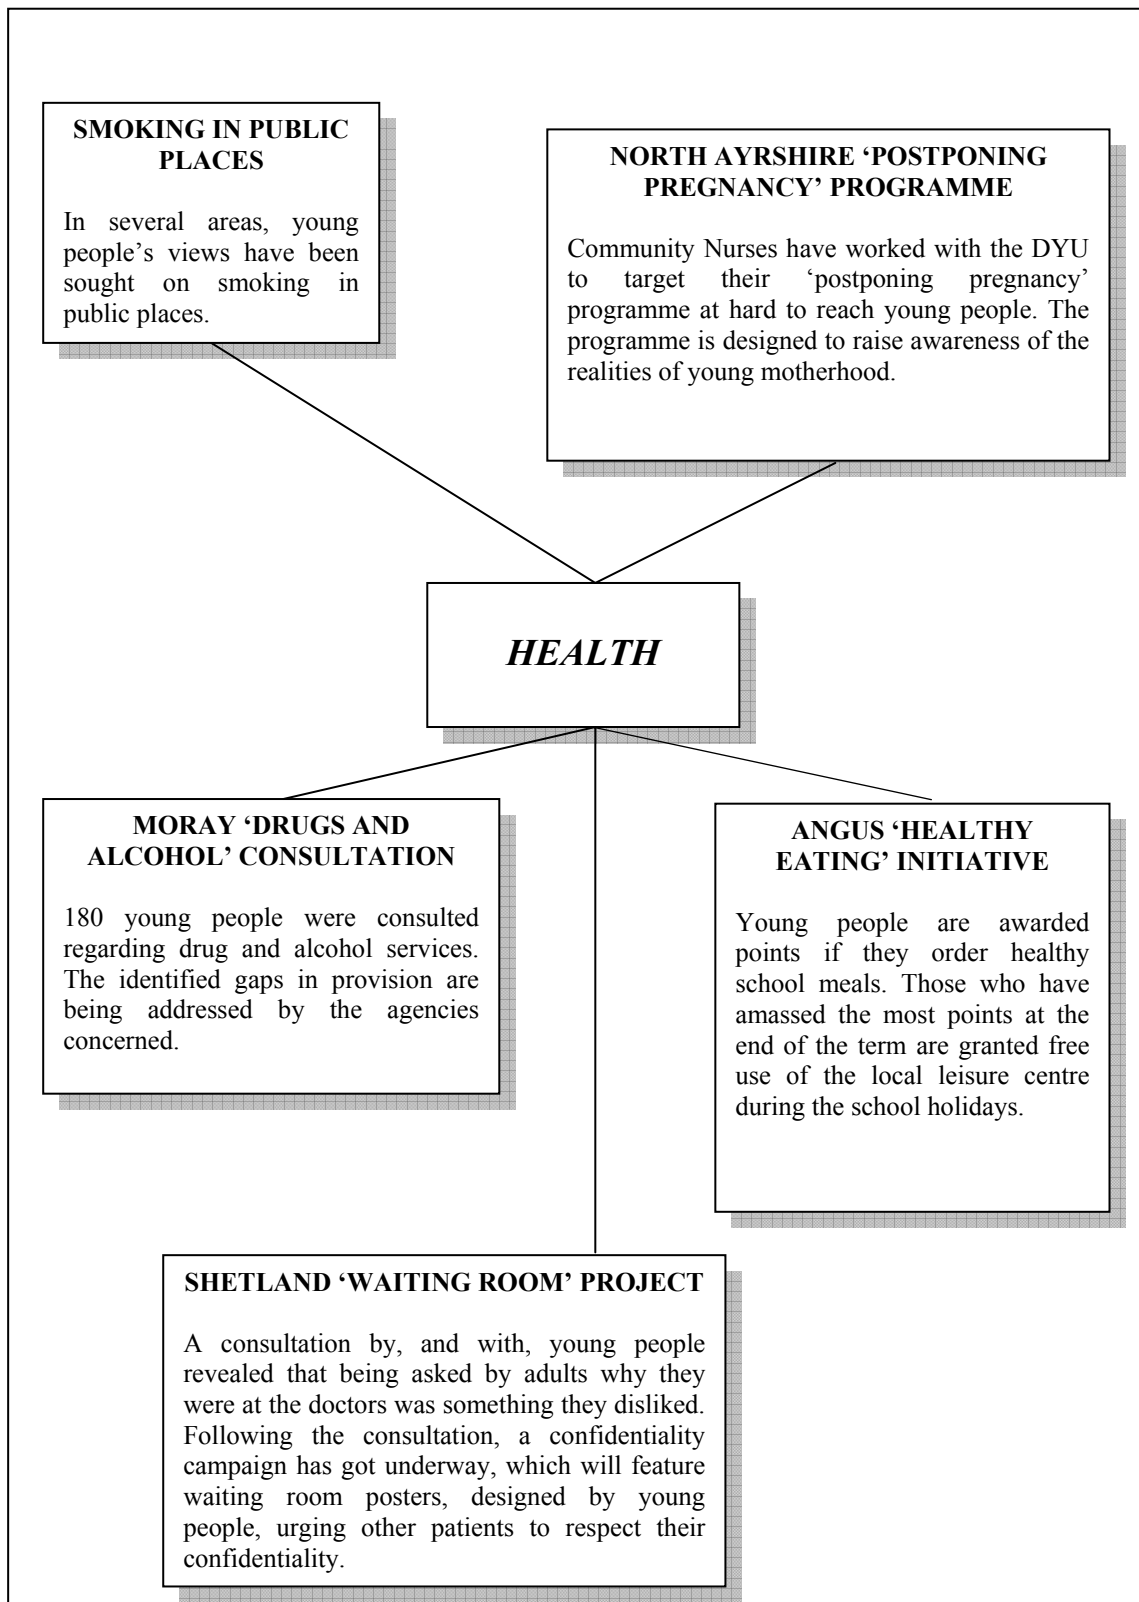 SMOKING IN PUBLIC
PLACES
In several areas, young
people’s views have been
sought on smoking in
public places.
NORTH AYRSHIRE ‘POSTPONING
PREGNANCY’ PROGRAMME
Community Nurses have worked with the DYU
to target their ‘postponing pregnancy’
programme at hard to reach young people. The
programme is designed to raise awareness of the
realities of young motherhood.
HEALTH
MORAY ‘DRUGS AND
ALCOHOL’ CONSULTATION
180 young people were consulted
regarding drug and alcohol services.
The identified gaps in provision are
being addressed by the agencies
concerned.
ANGUS ‘HEALTHY
EATING’ INITIATIVE
Young people are awarded
points if they order healthy
school meals. Those who have
amassed the most points at the
end of the term are granted free
use of the local leisure centre
during the school holidays.
SHETLAND ‘WAITING ROOM’ PROJECT
A consultation by, and with, young people
revealed that being asked by adults why they
were at the doctors was something they disliked.
Following the consultation, a confidentiality
campaign has got underway, which will feature
waiting room posters, designed by young
people, urging other patients to respect their
confidentiality.